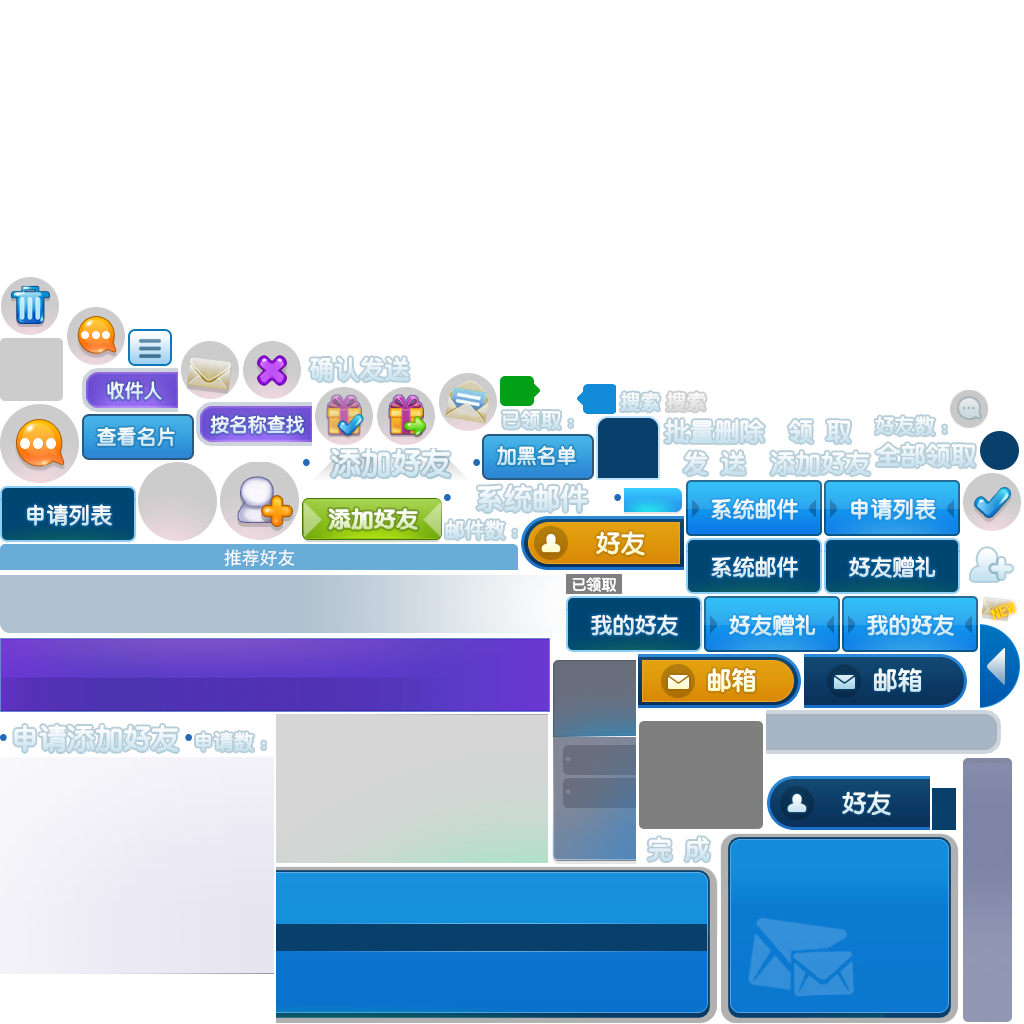 确认发送
收件人
搜索 搜索
按名称查找
已领取：
查看名片
批量删除
领 取
好友数：
添加好友
加黑名单
发 送
添加好友
全部领取
系统邮件
申请列表
添加好友
邮件数：
系统邮件
申请列表
好友
推荐好友
系统邮件
好友赠礼
已领取
我的好友
好友赠礼
我的好友
NEW
邮箱
邮箱
申请添加好友
申请数：
好友
完 成